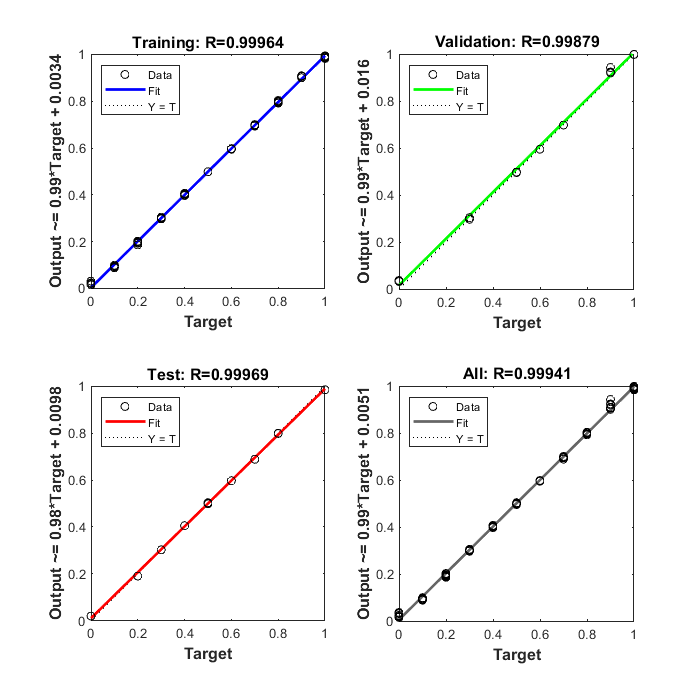 Training: R=0.99964
Output ~= 0.99*Target + 0.0034
1
0.8
0.6
0.4
0.2
0
Data
Fit
Y = T
0 0.2 0.4 0.6 0.8 1
Target
Validation: R=0.99879
Output ~= 0.99*Target + 0.016
1
0.8
0.6
0.4
0.2
0
Data
Fit
Y = T
0 0.2 0.4 0.6 0.8 1
Target
Test: R=0.99969
Output ~= 0.98*Target + 0.0098
1
0.8
0.6
0.4
0.2
0
Data
Fit
Y = T
0 0.2 0.4 0.6 0.8 1
Target
All: R=0.99941
Output ~= 0.99*Target + 0.0051
1
0.8
0.6
0.4
0.2
0
Data
Fit
Y = T
0 0.2 0.4 0.6 0.8 1
Target